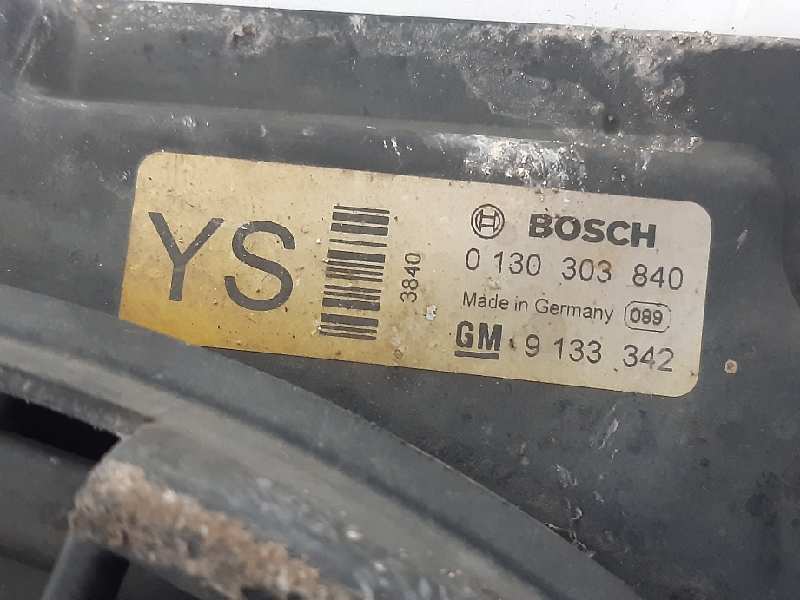 YS
3840
BOSCH
0 130 303 840
Made in Germany 089
GM 9 133 342